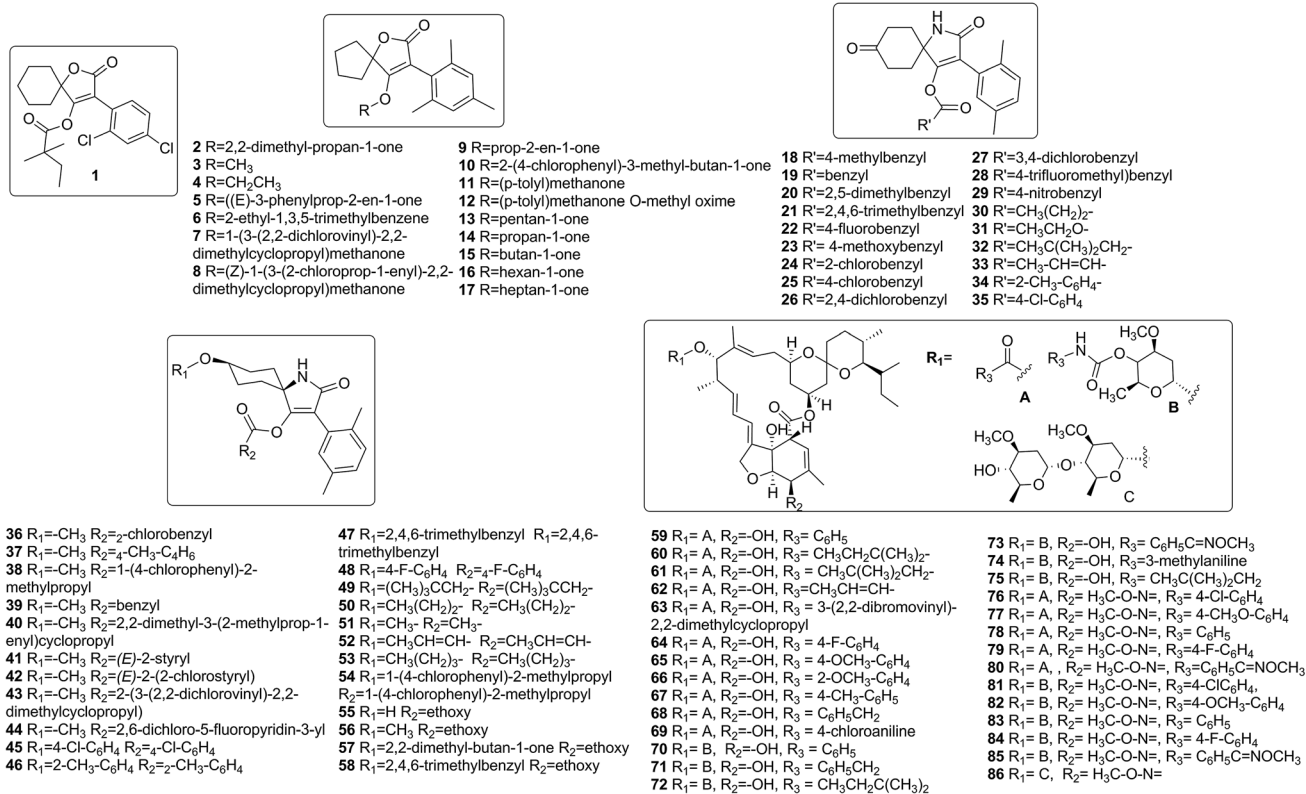 O
O
O
Cl
Cl
1
O
O
O
R
H
N
O
O
O
O
R'
2 R=2,2-dimethyl-propan-1-one
3 R=CH3
4 R=CH2CH3
5 R=((E)-3-phenylprop-2-en-1-one
6 R=2-ethyl-1,3,5-trimethylbenzene
7 R=1-(3-(2,2-dichlorovinyl)-2,2-
dimethylcyclopropyl)methanone
8 R=(Z)-1-(3-(2-chloroprop-1-enyl)-2,2-
dimethylcyclopropyl)methanone
9 R=prop-2-en-1-one
10 R=2-(4-chlorophenyl)-3-methyl-butan-1-one
11 R=(p-tolyl)methanone
12 R=(p-tolyl)methanone O-methyl oxime
13 R=pentan-1-one
14 R=propan-1-one
15 R=butan-1-one
16 R=hexan-1-one
17 R=heptan-1-one
18 R'=4-methylbenzyl
19 R'=benzyl
20 R'=2,5-dimethylbenzyl
21 R'=2,4,6-trimethylbenzyl
22 R'=4-fluorobenzyl
23 R'= 4-methoxybenzyl
24 R'=2-chlorobenzyl
25 R'=4-chlorobenzyl
26 R'=2,4-dichlorobenzyl
27 R'=3,4-dichlorobenzyl
28 R'=4-trifluoromethyl)benzyl
29 R'=4-nitrobenzyl
30 R'=CH3(CH2)2-
31 R'=CH3CH2O-
32 R'=CH3C(CH3)2CH2-
33 R'=CH3-CH=CH-
34 R'=2-CH3-C6H4-
35 R'=4-Cl-C6H4
R1
O
H
N
O
O
O
R2
R1
O
H
O
O
O
H
O
OH
H
O
H
R2
R1=
O
R3
A
R3
H
N
O
O
H3CO
H3C
O
B
H3CO
HO
O
O
H3CO
O
C
36 R1=-CH3 R2=2-chlorobenzyl
37 R1=-CH3 R2=4-CH3-C4H6
38 R1=-CH3 R2=1-(4-chlorophenyl)-2-
methylpropyl
39 R1=-CH3 R2=benzyl
40 R1=-CH3 R2=2,2-dimethyl-3-(2-methylprop-1-
enyl)cyclopropyl
41 R1=-CH3 R2=(E)-2-styryl
42 R1=-CH3 R2=(E)-2-(2-chlorostyryl)
43 R1=-CH3 R2=2-(3-(2,2-dichlorovinyl)-2,2-
dimethylcyclopropyl)
44 R1=-CH3 R2=2,6-dichloro-5-fluoropyridin-3-yl
45 R1=4-Cl-C6H4 R2=4-Cl-C6H4
46 R1=2-CH3-C6H4 R2=2-CH3-C6H4
47 R1=2,4,6-trimethylbenzyl R1=2,4,6-
trimethylbenzyl
48 R1=4-F-C6H4 R2=4-F-C6H4
49 R1=(CH3)3CCH2- R2=(CH3)3CCH2-
50 R1=CH3(CH2)2- R2=CH3(CH2)2-
51 R1=CH3- R2=CH3-
52 R1=CH3CH=CH- R2=CH3CH=CH-
53 R1=CH3(CH2)3- R2=CH3(CH2)3-
54 R1=1-(4-chlorophenyl)-2-methylpropyl
R2=1-(4-chlorophenyl)-2-methylpropyl
55 R1=H R2=ethoxy
56 R1=CH3 R2=ethoxy
57 R1=2,2-dimethyl-butan-1-one R2=ethoxy
58 R1=2,4,6-trimethylbenzyl R2=ethoxy
59 R1= A, R2=-OH, R3= C6H5
60 R1= A, R2=-OH, R3= CH3CH2C(CH3)2-
61 R1= A, R2=-OH, R3= CH3C(CH3)2CH2-
62 R1= A, R2=-OH, R3=CH3CH=CH-
63 R1= A, R2=-OH, R3= 3-(2,2-dibromovinyl)-
2,2-dimethylcyclopropyl
64 R1= A, R2=-OH, R3 = 4-F-C6H4
65 R1= A, R2=-OH, R3 = 4-OCH3-C6H4
66 R1= A, R2=-OH, R3 = 2-OCH3-C6H4
67 R1= A, R2=-OH, R3 = 4-CH3-C6H5
68 R1= A, R2=-OH, R3 = C6H5CH2
69 R1= A, R2=-OH, R3 = 4-chloroaniline
70 R1= B, R2=-OH, R3 = C6H5
71 R1= B, R2=-OH, R3 = C6H5CH2
72 R1= B, R2=-OH, R3 = CH3CH2C(CH3)2
73 R1= B, R2=-OH, R3= C6H5C=NOCH3
74 R1= B, R2=-OH, R3=3-methylaniline
75 R1= B, R2=-OH, R3= CH3C(CH3)2CH2
76 R1= A, R2= H3C-O-N=, R3= 4-Cl-C6H4
77 R1= A, R2= H3C-O-N=, R3= 4-CH3O-C6H4
78 R1= A, R2= H3C-O-N=, R3= C6H5
79 R1= A, R2= H3C-O-N=, R3=4-F-C6H4
80 R1= A, , R2= H3C-O-N=, R3=C6H5C=NOCH3
81 R1= B, R2= H3C-O-N=, R3=4-ClC6H4,
82 R1= B, R2= H3C-O-N=, R3=4-OCH3-C6H4
83 R1= B, R2= H3C-O-N=, R3= C6H5
84 R1= B, R2= H3C-O-N=, R3= 4-F-C6H4
85 R1= B, R2= H3C-O-N=, R3= C6H5C=NOCH3
86 R1= C, R2= H3C-O-N=